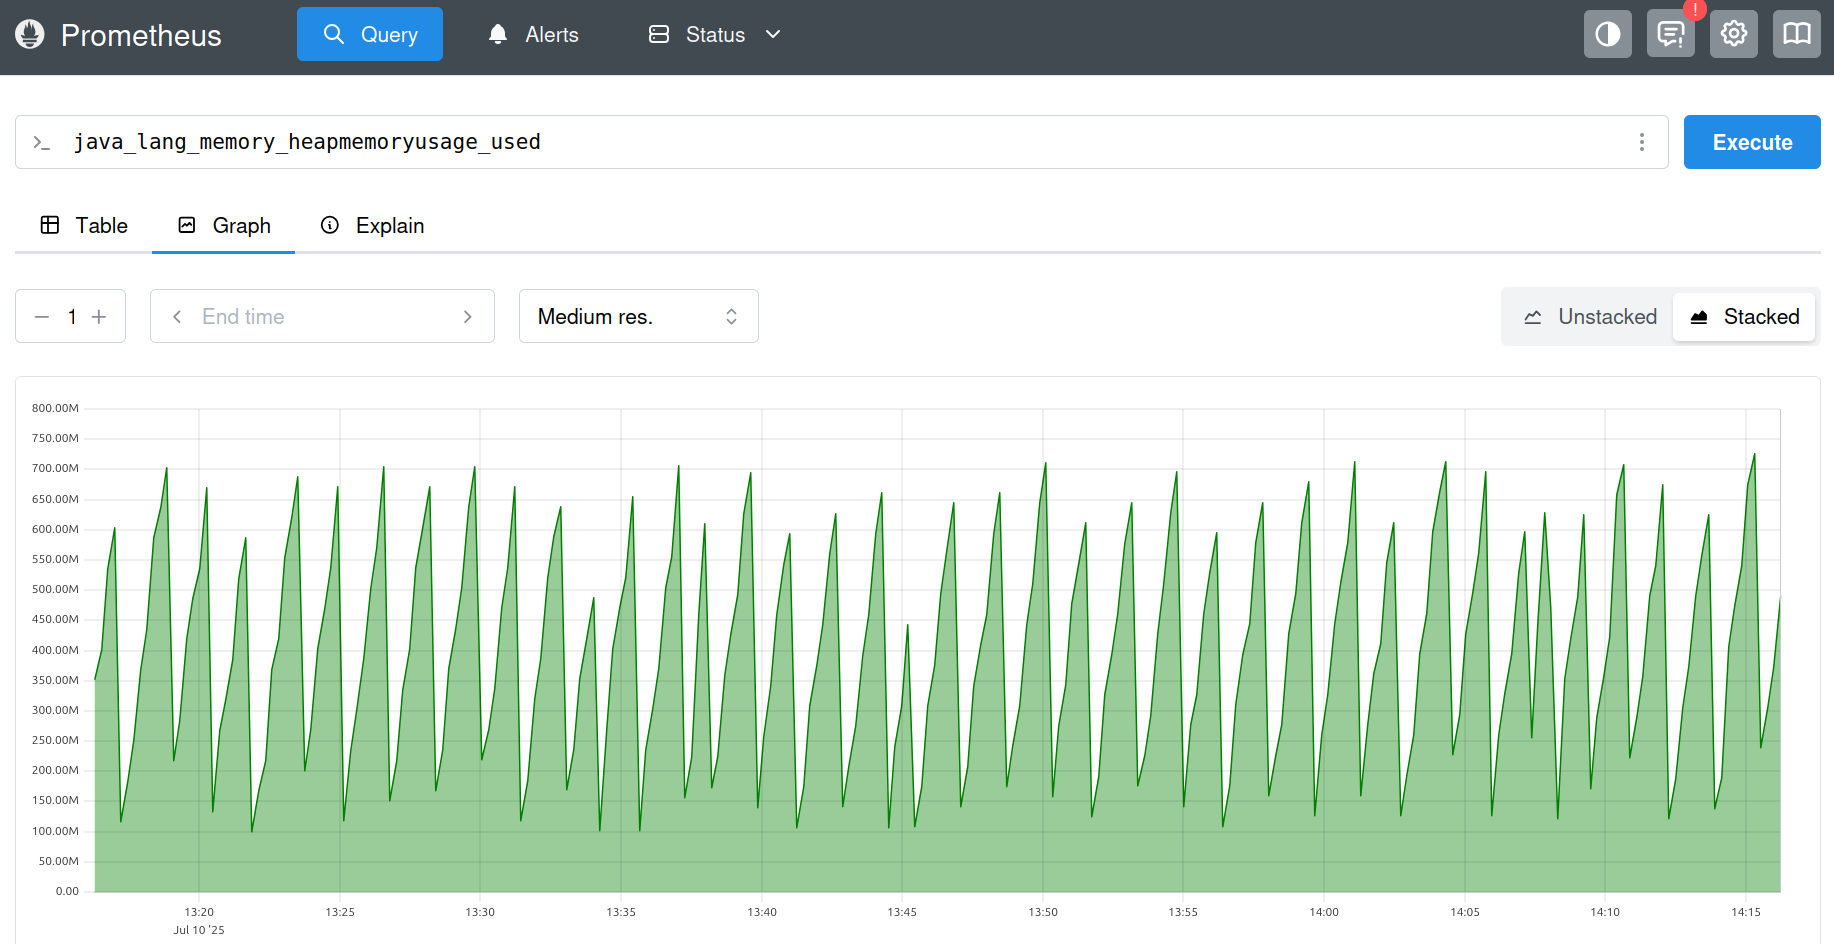 Prometheus Query Alerts Status !
java_lang_memory_heapmemoryusage_used Execute
Table Graph Explain
1 End time Medium res. Unstacked Stacked
800.00M
750.00M
700.00M
650.00M
600.00M
550.00M
500.00M
450.00M
400.00M
350.00M
300.00M
250.00M
200.00M
150.00M
100.00M
50.00M
0.00
13:20 13:25 13:30 13:35 13:40 13:45 13:50 13:55 14:00 14:05 14:10 14:15
Jul 10 '25